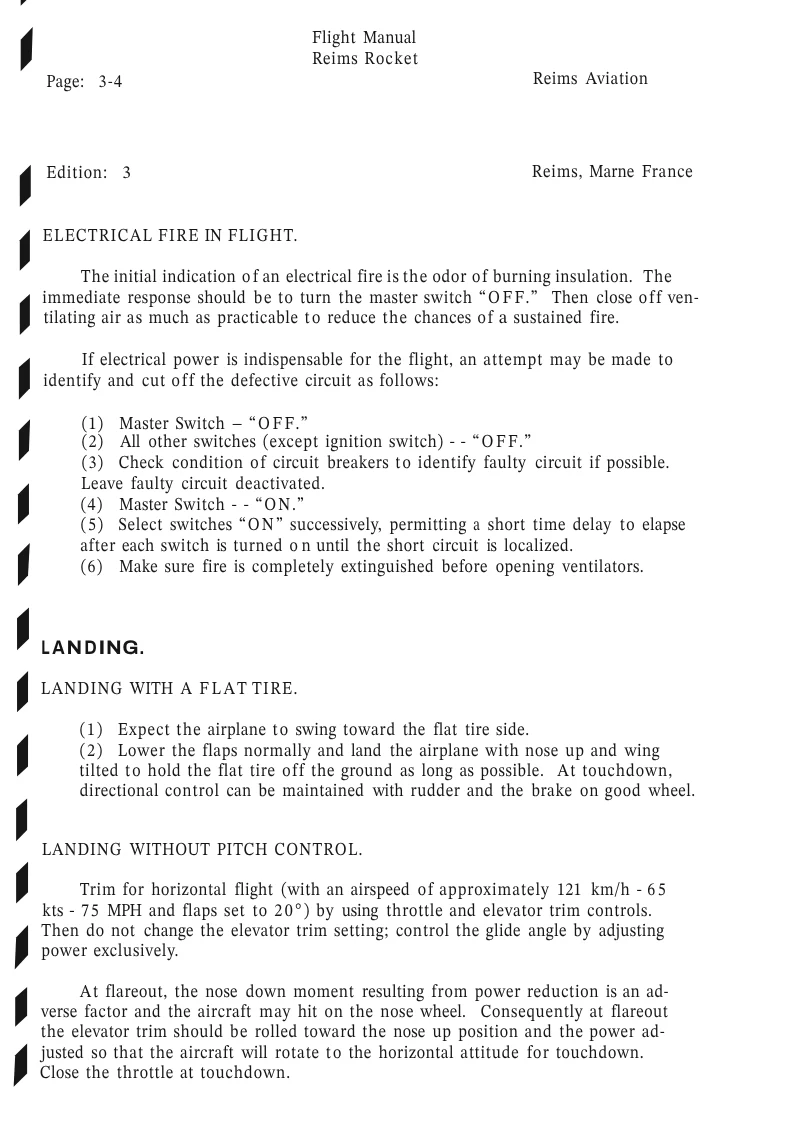 Flight Manual
Reims Rocket
Page: 3-4
Reims Aviation
Edition: 3
Reims, Marne France
ELECTRICAL FIRE IN FLIGHT.
The initial indication of an electrical fire is the odor of burning insulation. The
immediate response should be to turn the master switch “OFF.” Then close off ven-
tilating air as much as practicable to reduce the chances of a sustained fire.
If electrical power is indispensable for the flight, an attempt may be made to
identify and cut off the defective circuit as follows:
(1) Master Switch – “OFF.”
(2) All other switches (except ignition switch) - - “OFF.”
(3) Check condition of circuit breakers to identify faulty circuit if possible.
Leave faulty circuit deactivated.
(4) Master Switch - - “ON.”
(5) Select switches “ON” successively, permitting a short time delay to elapse
after each switch is turned on until the short circuit is localized.
(6) Make sure fire is completely extinguished before opening ventilators.
LANDING.
LANDING WITH A FLAT TIRE.
(1) Expect the airplane to swing toward the flat tire side.
(2) Lower the flaps normally and land the airplane with nose up and wing
tilted to hold the flat tire off the ground as long as possible. At touchdown,
directional control can be maintained with rudder and the brake on good wheel.
LANDING WITHOUT PITCH CONTROL.
Trim for horizontal flight (with an airspeed of approximately 121 km/h - 65
kts - 75 MPH and flaps set to 20°) by using throttle and elevator trim controls.
Then do not change the elevator trim setting; control the glide angle by adjusting
power exclusively.
At flareout, the nose down moment resulting from power reduction is an ad-
verse factor and the aircraft may hit on the nose wheel. Consequently at flareout
the elevator trim should be rolled toward the nose up position and the power ad-
justed so that the aircraft will rotate to the horizontal attitude for touchdown.
Close the throttle at touchdown.